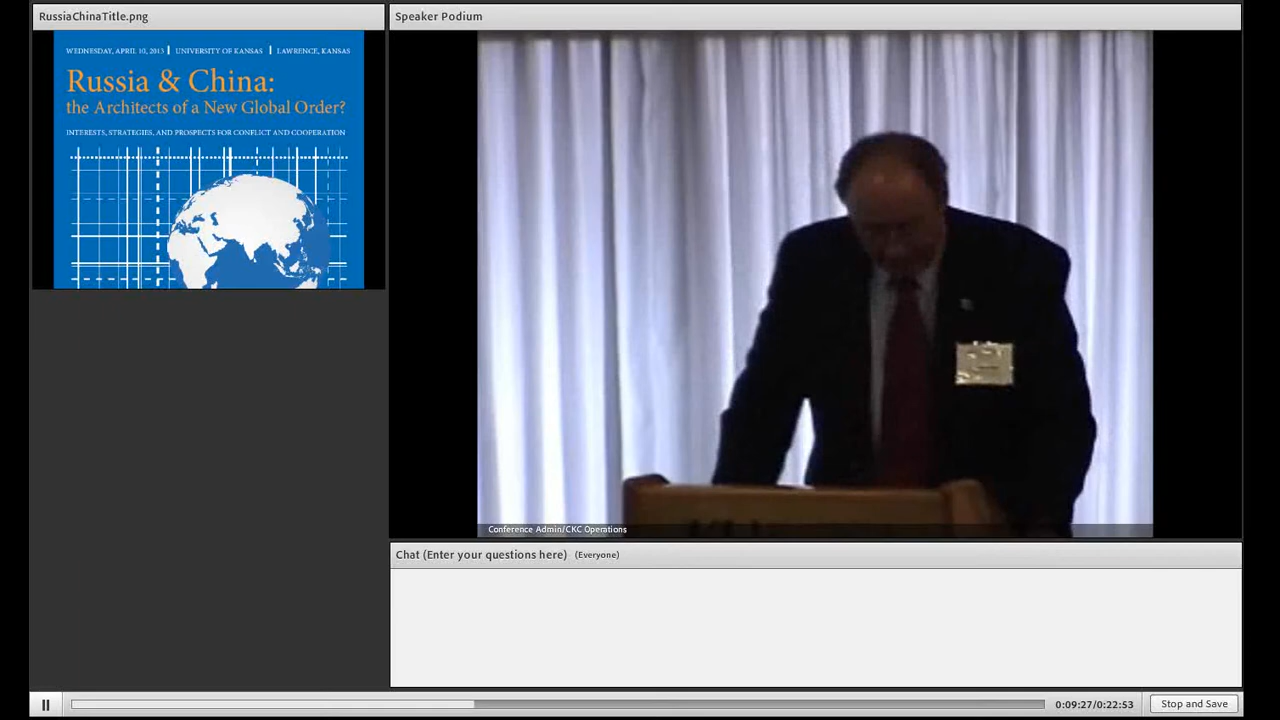 RussiaChinaTitle.png
WEDNESDAY, APRIL 10, 2013 | UNIVERSITY OF KANSAS | LAWRENCE, KANSAS
Russia & China:
the Architects of a New Global Order?
INTERESTS, STRATEGIES, AND PROSPECTS FOR CONFLICT AND COOPERATION
Speaker Podium
Conference Admin/CKC Operations
Chat (Enter your questions here) (Everyone)
0:09:27/0:22:53
Stop and Save